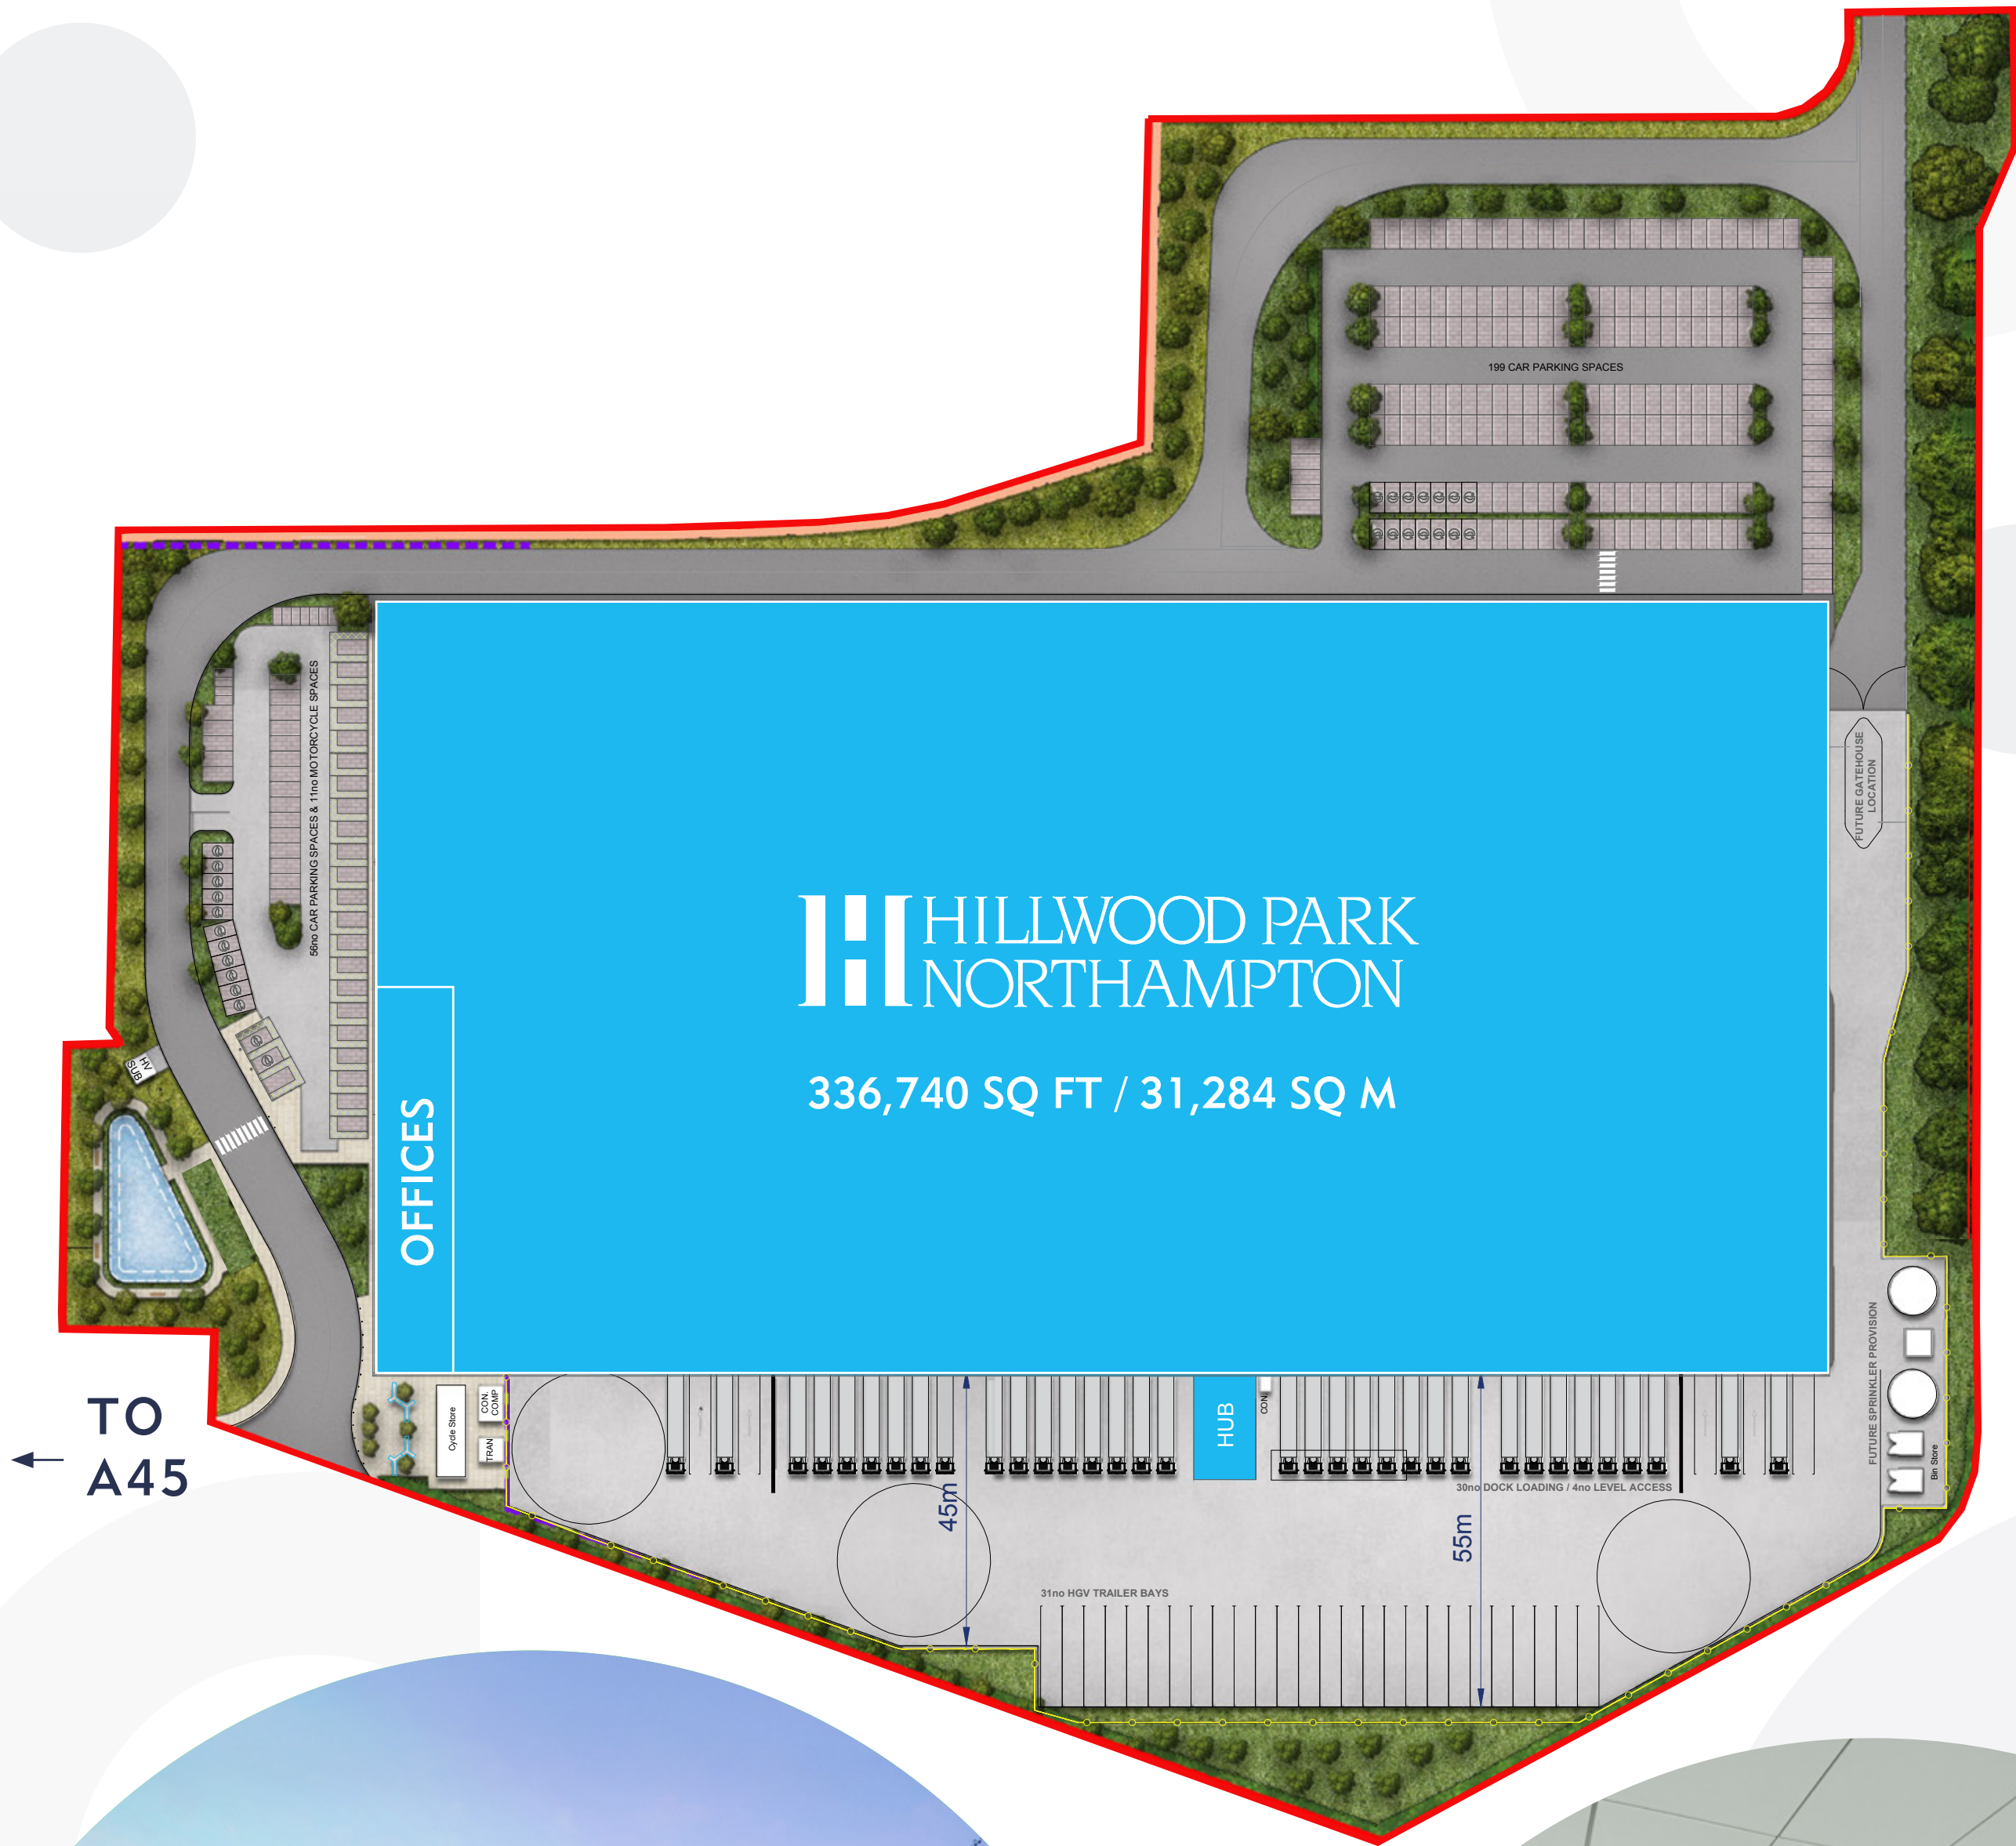 199 CAR PARKING SPACES
56no CAR PARKING SPACES & 11no MOTORCYCLE SPACES
FUTURE GATEHOUSE
LOCATION
HILLWOOD PARK
NORTHAMPTON
336,740 SQ FT / 31,284 SQ M
OFFICES
HV
SUB
TO
A45
Cycle Store
CON.
COMP
TRAN
HUB
CON
FUTURE SPRINKLER PROVISION
Bin Store
30no DOCK LOADING / 4no LEVEL ACCESS
45m
55m
31no HGV TRAILER BAYS